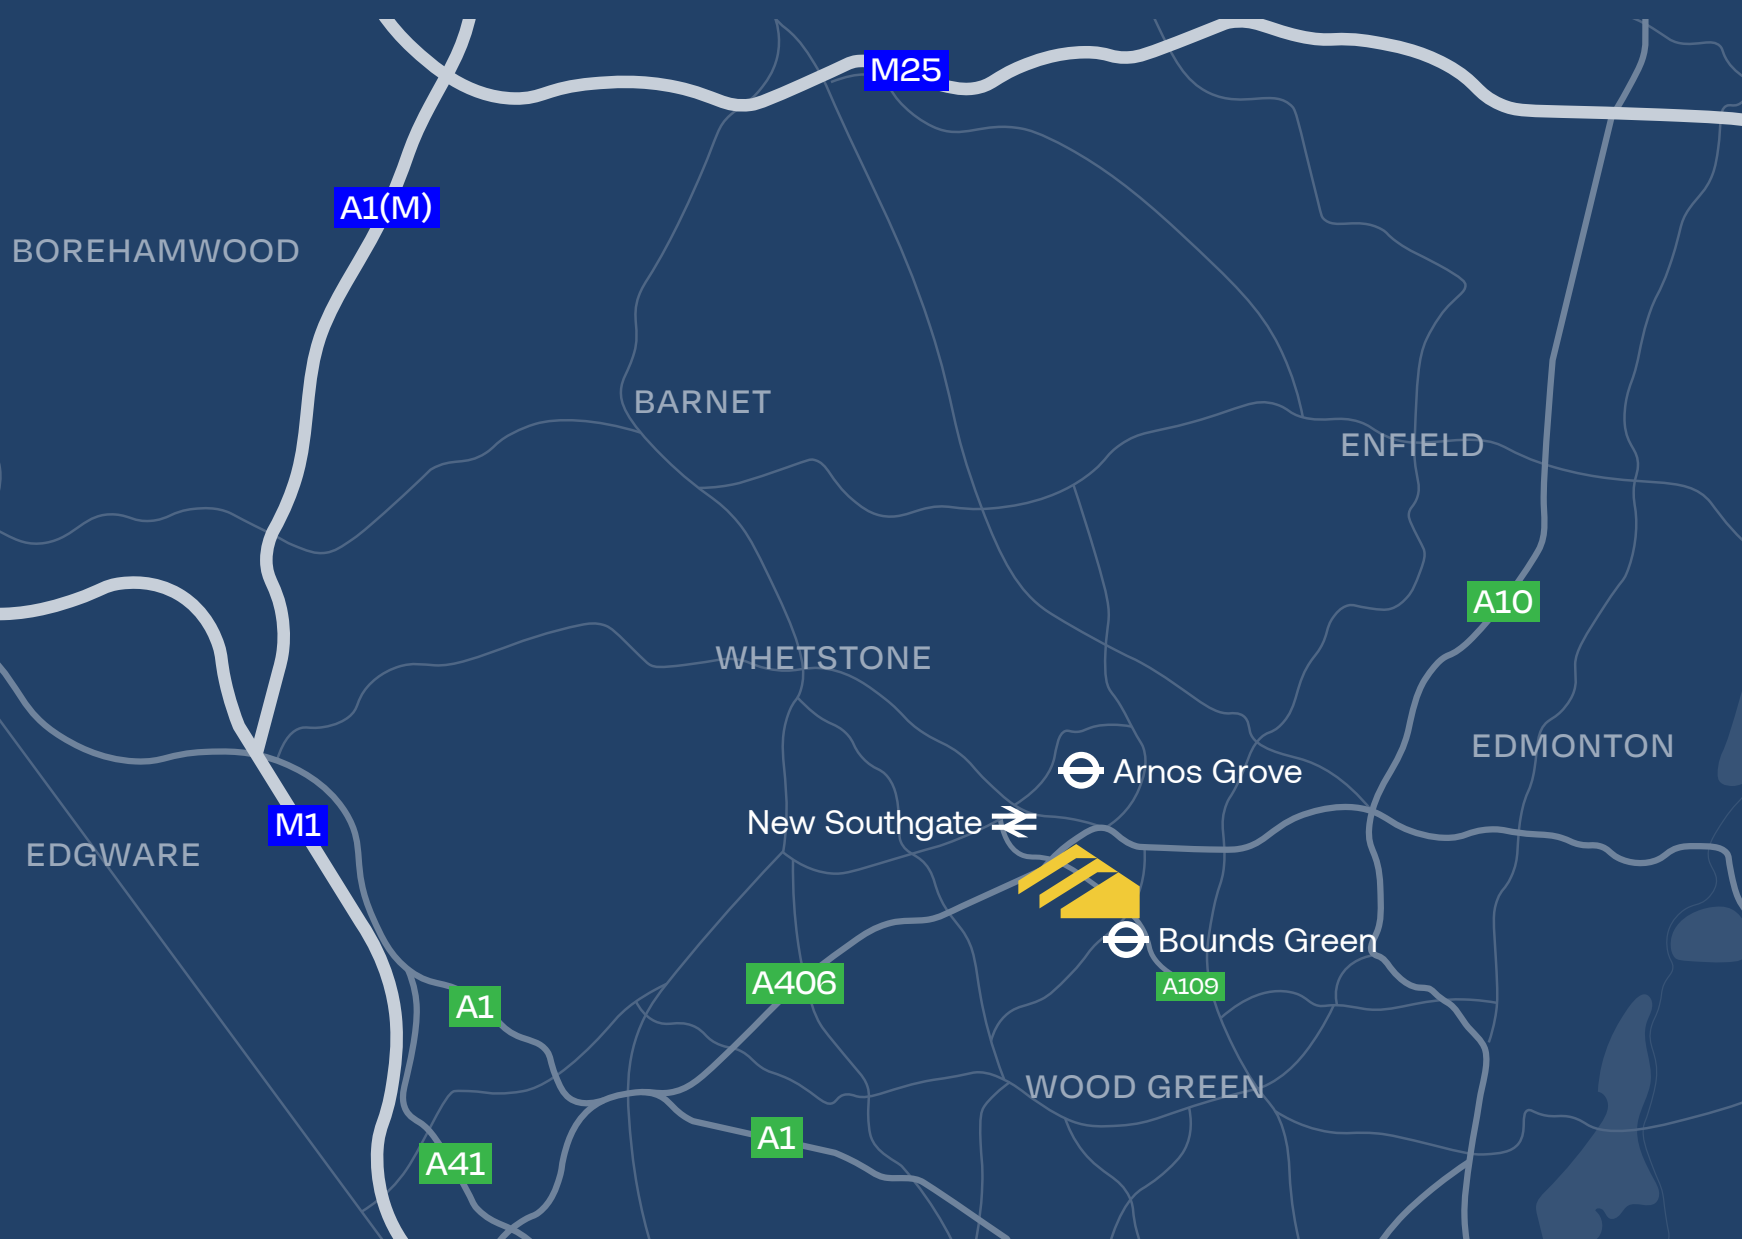 M25
A1(M)
BOREHAMWOOD
BARNET
ENFIELD
A10
WHETSTONE
EDMONTON
Arnos Grove
New Southgate
M1
EDGWARE
Bounds Green
A406
A109
A1
WOOD GREEN
A1
A41